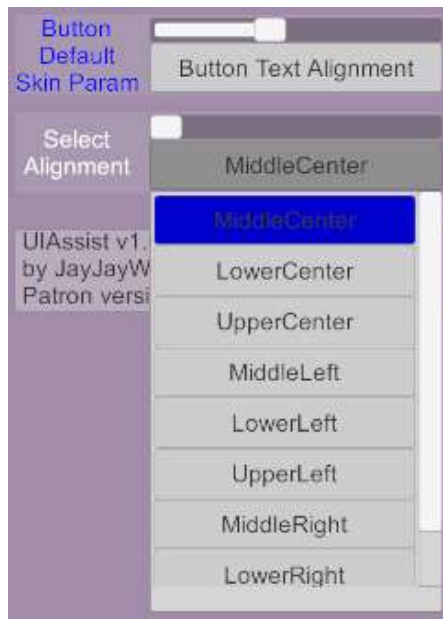 Button
Default
Skin Param
Button Text Alignment
Select
Alignment
MiddleCenter
MiddleCenter
LowerCenter
UpperCenter
MiddleLeft
LowerLeft
UpperLeft
MiddleRight
LowerRight
UIAssist v1.
by JayJayW
Patron versi